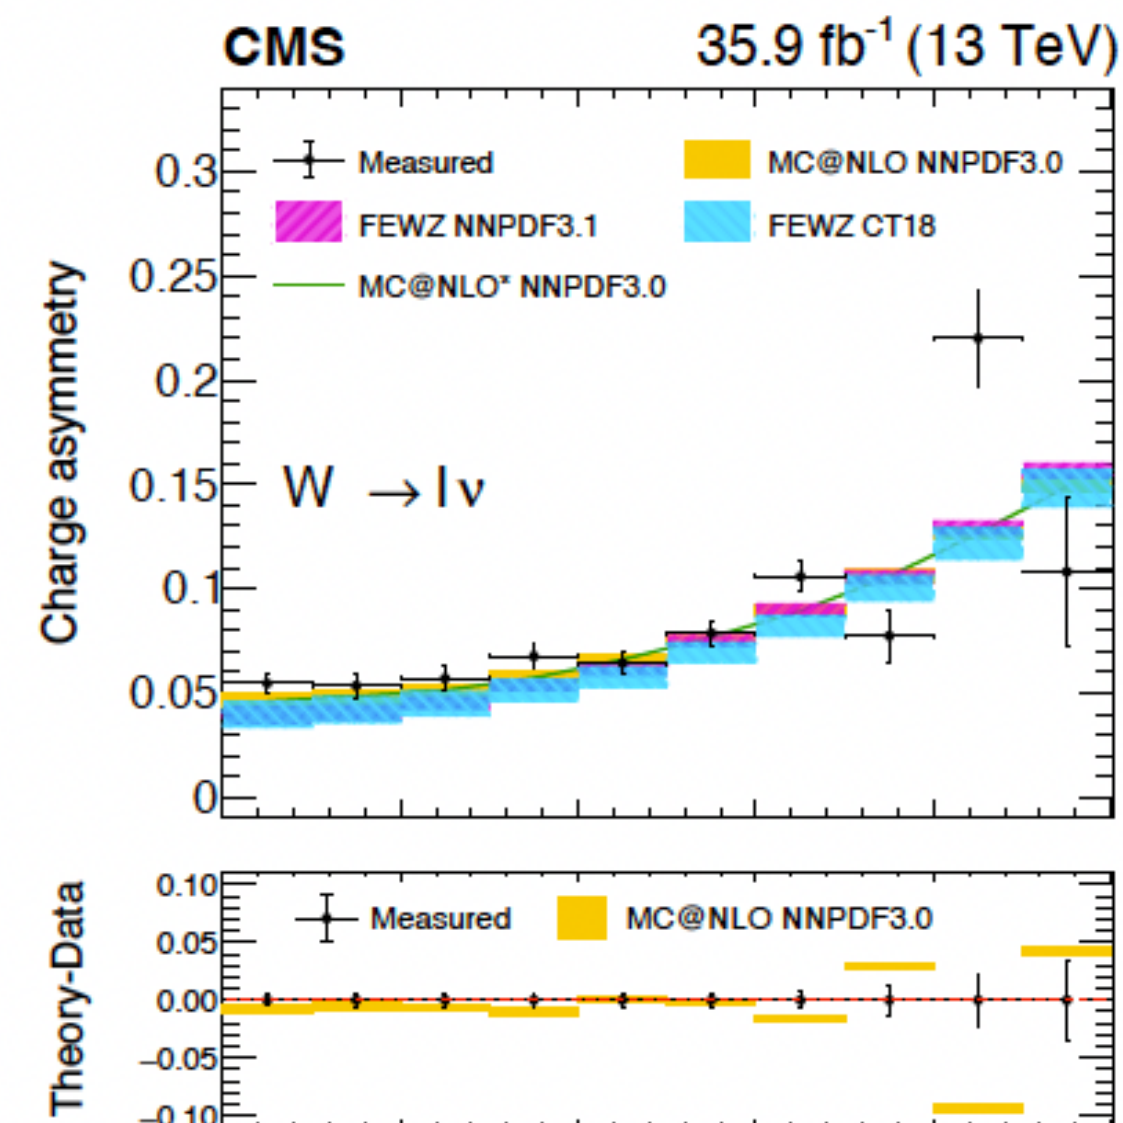 CMS 35.9 fb⁻¹ (13 TeV)
Measured MC@NLO NNPDF3.0
FEWZ NNPDF3.1 FEWZ CT18
MC@NLO* NNPDF3.0
W → l ν
Charge asymmetry
0.3
0.25
0.2
0.15
0.1
0.05
0
Theory-Data
Measured MC@NLO NNPDF3.0
0.10
0.05
0.00
−0.05
−0.10